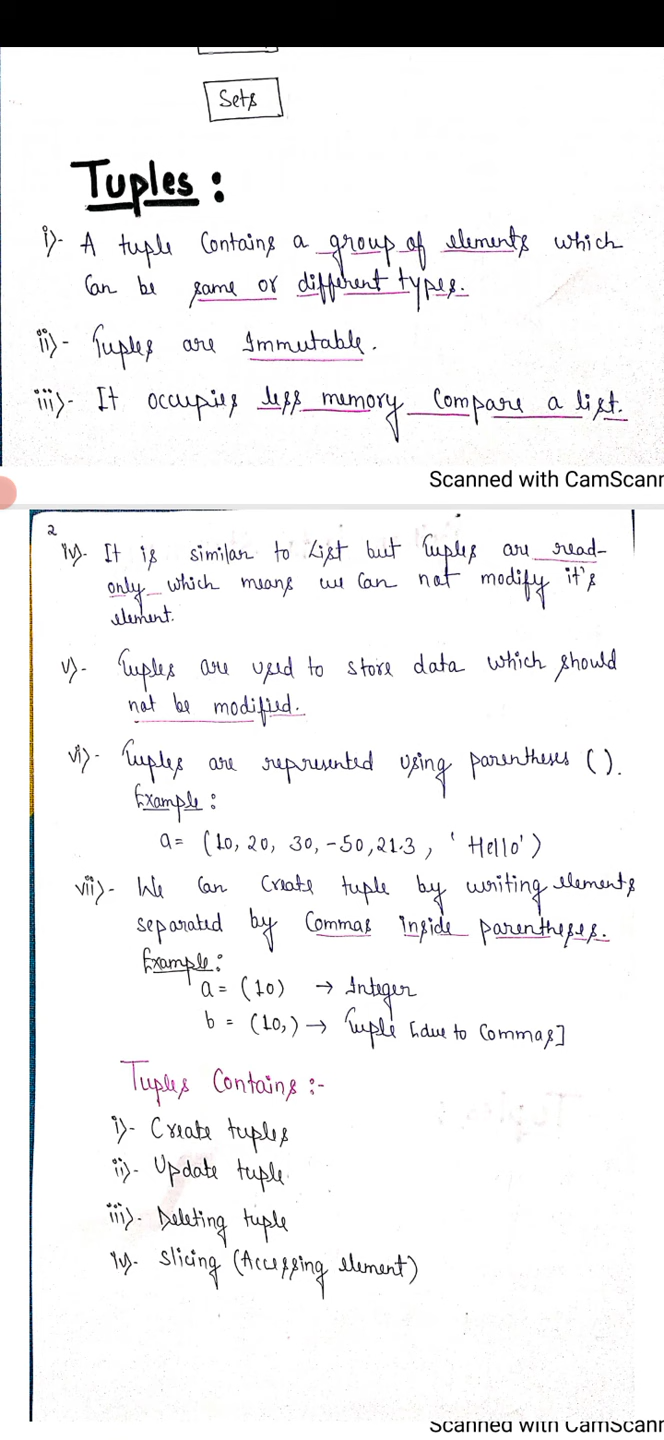 Sets
Tuples :
i)- A tuple Contains a group of elements which
Can be same or different types.
ii)- Tuples are Immutable.
iii)- It occupies less memory Compare a list.
Scanned with CamScanr
2
iv)- It is similar to List but Tuples are read-
only which means we Can not modify it's
element.
v)- Tuples are used to store data which should
not be modified.
vi)- Tuples are represented using parentheses ().
Example :
a= (10, 20, 30, -50, 21.3, 'Hello')
vii)- We Can Create tuple by writing elements
separated by Commas Inside parentheses.
Example :
a = (10) → Integer
b = (10,) → Tuple [due to Commas]
Tuples Contains :-
i)- Create tuples
ii)- Update tuple.
iii)- Deleting tuple
iv)- Slicing (Accessing element)
Scanned with CamScanr